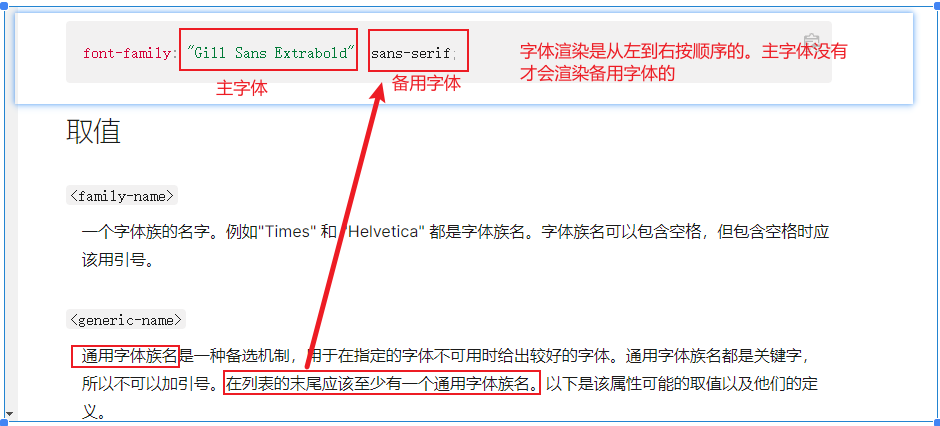 font-family: "Gill Sans Extrabold" sans-serif;
主字体
备用字体
字体渲染是从左到右按顺序的。主字体没有
才会渲染备用字体的
取值
<family-name>
一个字体族的名字。例如"Times" 和 "Helvetica" 都是字体族名。字体族名可以包含空格，但包含空格时应
该用引号。
<generic-name>
通用字体族名是一种备选机制，用于在指定的字体不可用时给出较好的字体。通用字体族名都是关键字，
所以不可以加引号。在列表的末尾应该至少有一个通用字体族名。以下是该属性可能的取值以及他们的定
义。